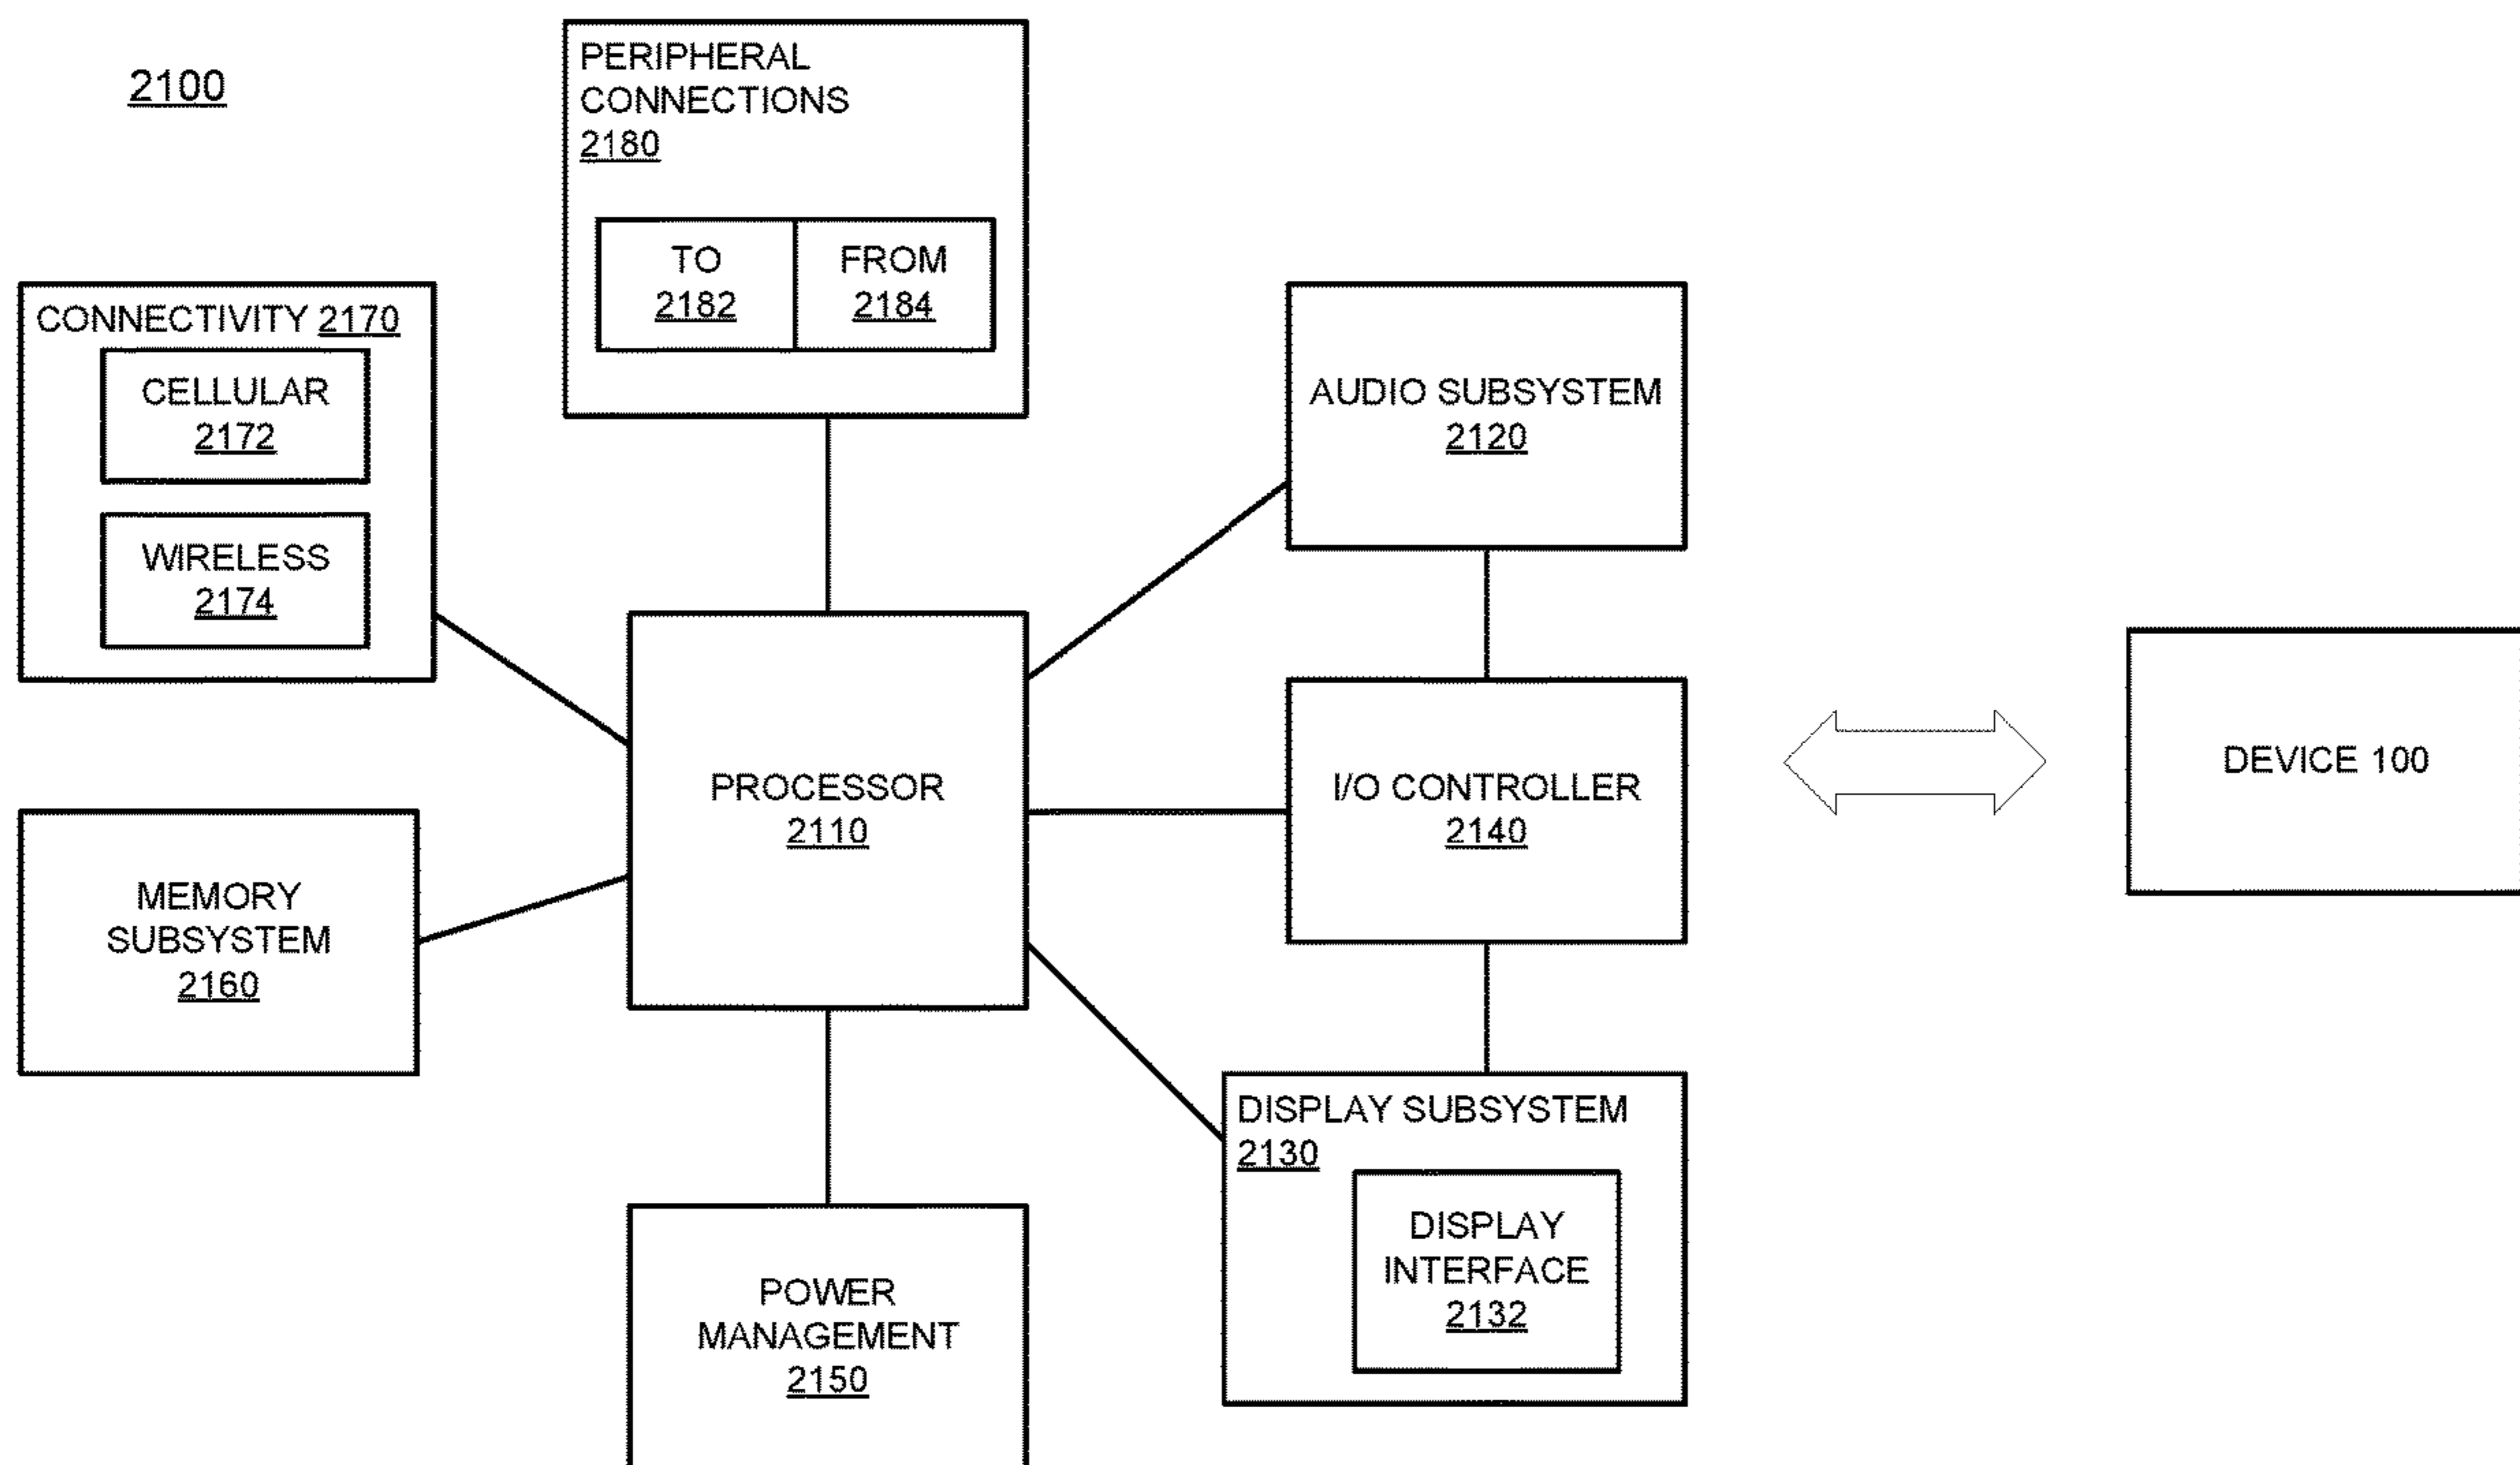 2100
PERIPHERAL
CONNECTIONS
2180
TO
2182
FROM
2184
CONNECTIVITY 2170
CELLULAR
2172
WIRELESS
2174
AUDIO SUBSYSTEM
2120
PROCESSOR
2110
I/O CONTROLLER
2140
DEVICE 100
MEMORY
SUBSYSTEM
2160
DISPLAY SUBSYSTEM
2130
DISPLAY
INTERFACE
2132
POWER
MANAGEMENT
2150